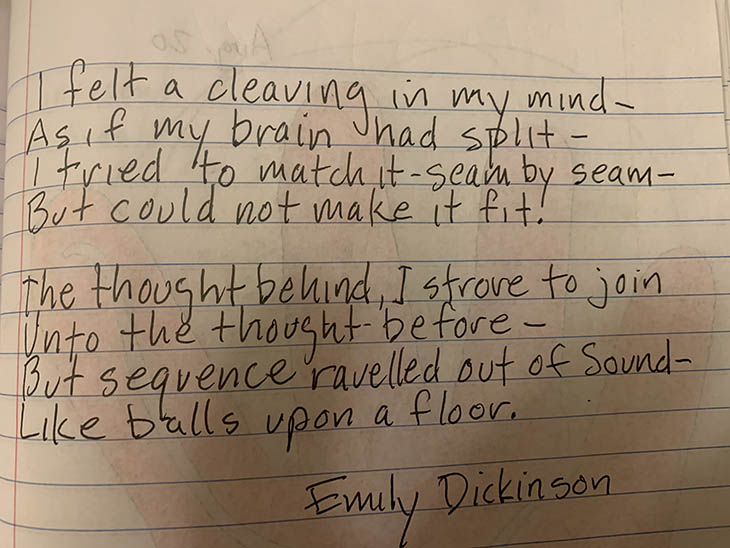 Aug. 20
I felt a cleaving in my mind–
As if my brain had split–
I tried to match it-seam by seam–
But could not make it fit!
The thought behind, I strove to join
Unto the thought-before–
But sequence ravelled out of Sound–
Like balls upon a floor.
Emily Dickinson